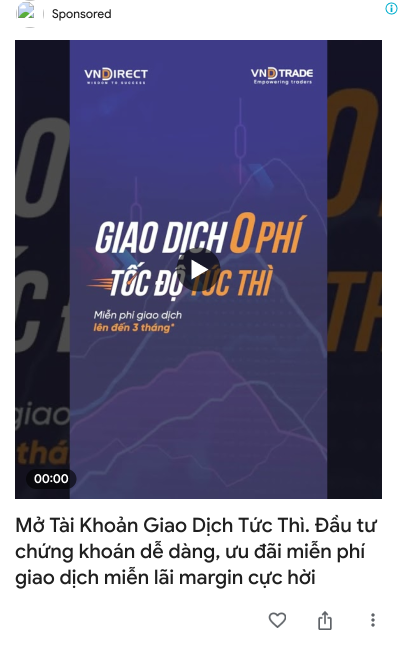 Sponsored
VNDIRECT
WISDOM TO SUCCESS
VNDTRADE
Empowering traders
GIAO DỊCH 0 PHÍ
TỐC ĐỘ TỨC THÌ
Miễn phí giao dịch
lên đến 3 tháng*
giao
thá
00:00
Mở Tài Khoản Giao Dịch Tức Thì. Đầu tư
chứng khoán dễ dàng, ưu đãi miễn phí
giao dịch miễn lãi margin cực hời